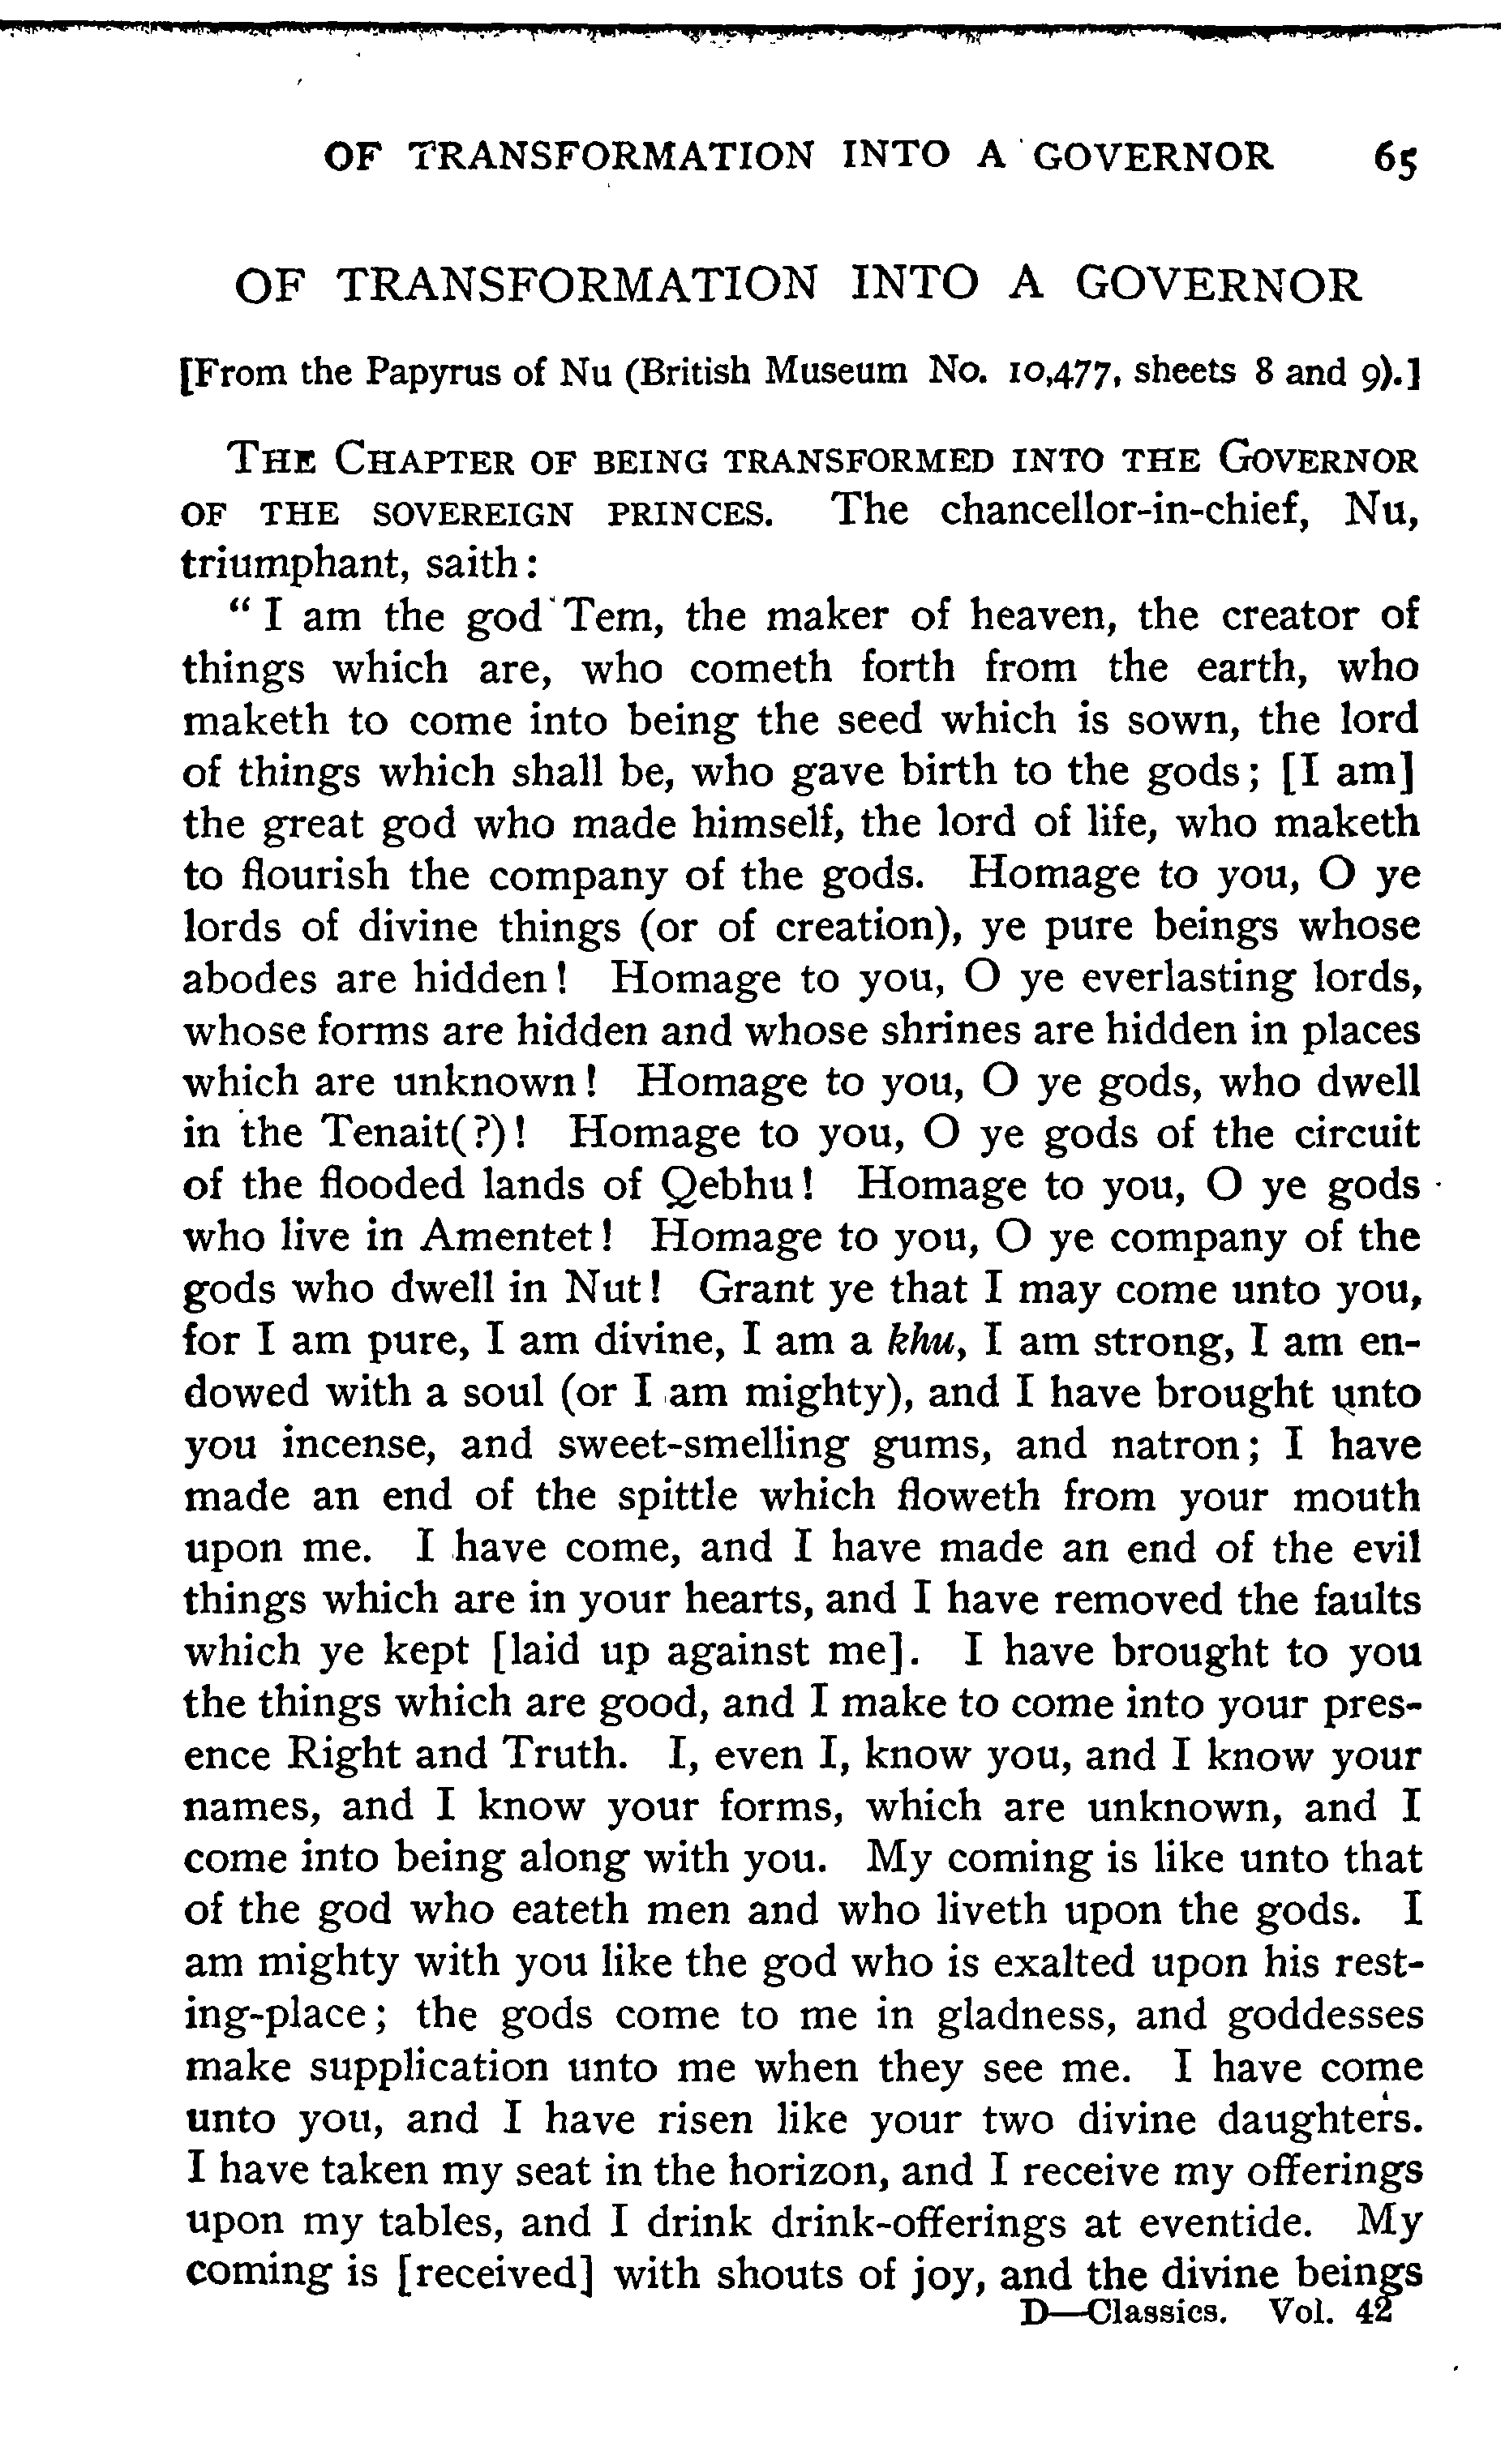 OF TRANSFORMATION INTO A GOVERNOR 65
OF TRANSFORMATION INTO A GOVERNOR
[From the Papyrus of Nu (British Museum No. 10,477, sheets 8 and 9).]
THE CHAPTER OF BEING TRANSFORMED INTO THE GOVERNOR
OF THE SOVEREIGN PRINCES. The chancellor-in-chief, Nu,
triumphant, saith:
"I am the god Tem, the maker of heaven, the creator of
things which are, who cometh forth from the earth, who
maketh to come into being the seed which is sown, the lord
of things which shall be, who gave birth to the gods; [I am]
the great god who made himself, the lord of life, who maketh
to flourish the company of the gods. Homage to you, O ye
lords of divine things (or of creation), ye pure beings whose
abodes are hidden! Homage to you, O ye everlasting lords,
whose forms are hidden and whose shrines are hidden in places
which are unknown! Homage to you, O ye gods, who dwell
in the Tenait(?)! Homage to you, O ye gods of the circuit
of the flooded lands of Qebhu! Homage to you, O ye gods
who live in Amentet! Homage to you, O ye company of the
gods who dwell in Nut! Grant ye that I may come unto you,
for I am pure, I am divine, I am a khu, I am strong, I am en-
dowed with a soul (or I am mighty), and I have brought unto
you incense, and sweet-smelling gums, and natron; I have
made an end of the spittle which floweth from your mouth
upon me. I have come, and I have made an end of the evil
things which are in your hearts, and I have removed the faults
which ye kept [laid up against me]. I have brought to you
the things which are good, and I make to come into your pres-
ence Right and Truth. I, even I, know you, and I know your
names, and I know your forms, which are unknown, and I
come into being along with you. My coming is like unto that
of the god who eateth men and who liveth upon the gods. I
am mighty with you like the god who is exalted upon his rest-
ing-place; the gods come to me in gladness, and goddesses
make supplication unto me when they see me. I have come
unto you, and I have risen like your two divine daughters.
I have taken my seat in the horizon, and I receive my offerings
upon my tables, and I drink drink-offerings at eventide. My
coming is [received] with shouts of joy, and the divine beings
D—Classics. Vol. 42